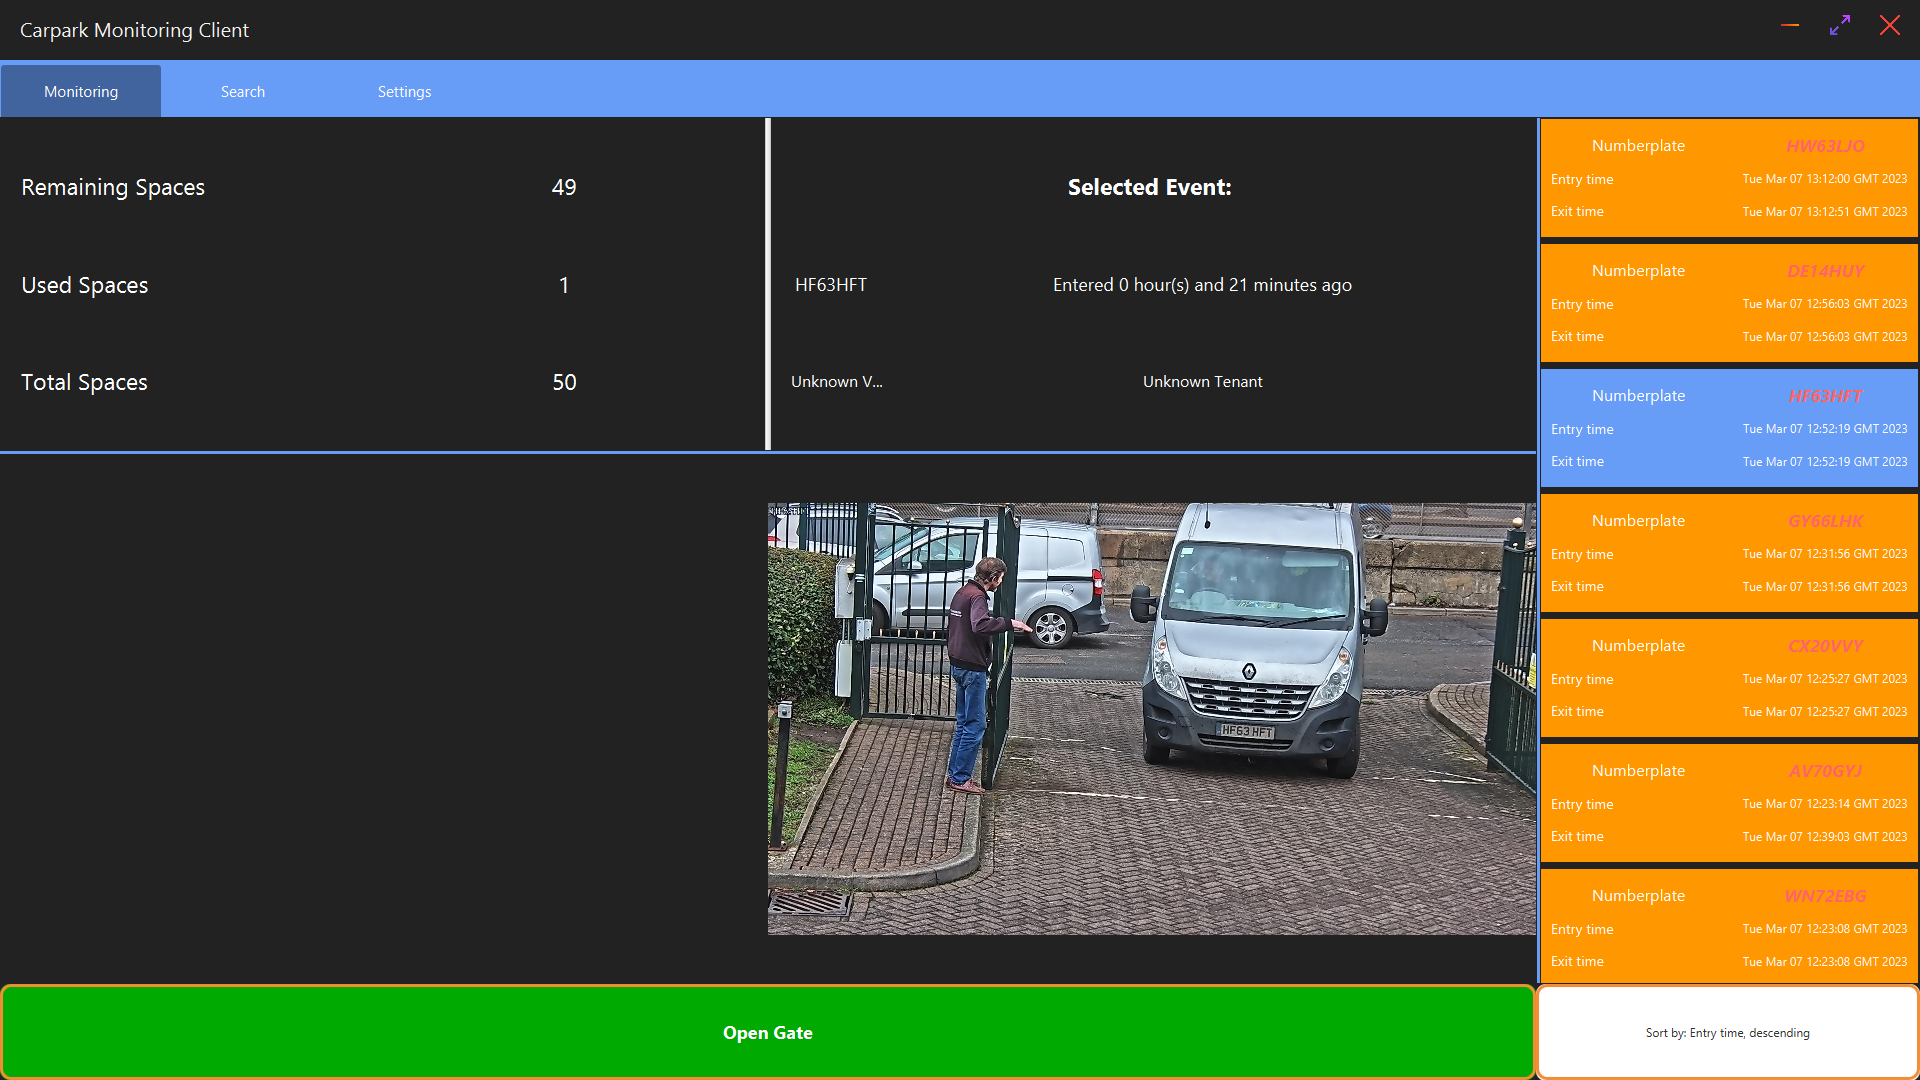 Carpark Monitoring Client
Monitoring Search Settings
Remaining Spaces 49
Used Spaces 1
Total Spaces 50
Selected Event:
HF63HFT Entered 0 hour(s) and 21 minutes ago
Unknown V... Unknown Tenant
HF63 HFT
Open Gate
Numberplate HW63LJO
Entry time Tue Mar 07 13:12:00 GMT 2023
Exit time Tue Mar 07 13:12:51 GMT 2023
Numberplate DE14HUY
Entry time Tue Mar 07 12:56:03 GMT 2023
Exit time Tue Mar 07 12:56:03 GMT 2023
Numberplate HF63HFT
Entry time Tue Mar 07 12:52:19 GMT 2023
Exit time Tue Mar 07 12:52:19 GMT 2023
Numberplate GY66LHK
Entry time Tue Mar 07 12:31:56 GMT 2023
Exit time Tue Mar 07 12:31:56 GMT 2023
Numberplate CX20VVY
Entry time Tue Mar 07 12:25:27 GMT 2023
Exit time Tue Mar 07 12:25:27 GMT 2023
Numberplate AV70GYJ
Entry time Tue Mar 07 12:23:14 GMT 2023
Exit time Tue Mar 07 12:39:03 GMT 2023
Numberplate WN72EBG
Entry time Tue Mar 07 12:23:08 GMT 2023
Exit time Tue Mar 07 12:23:08 GMT 2023
Sort by: Entry time, descending